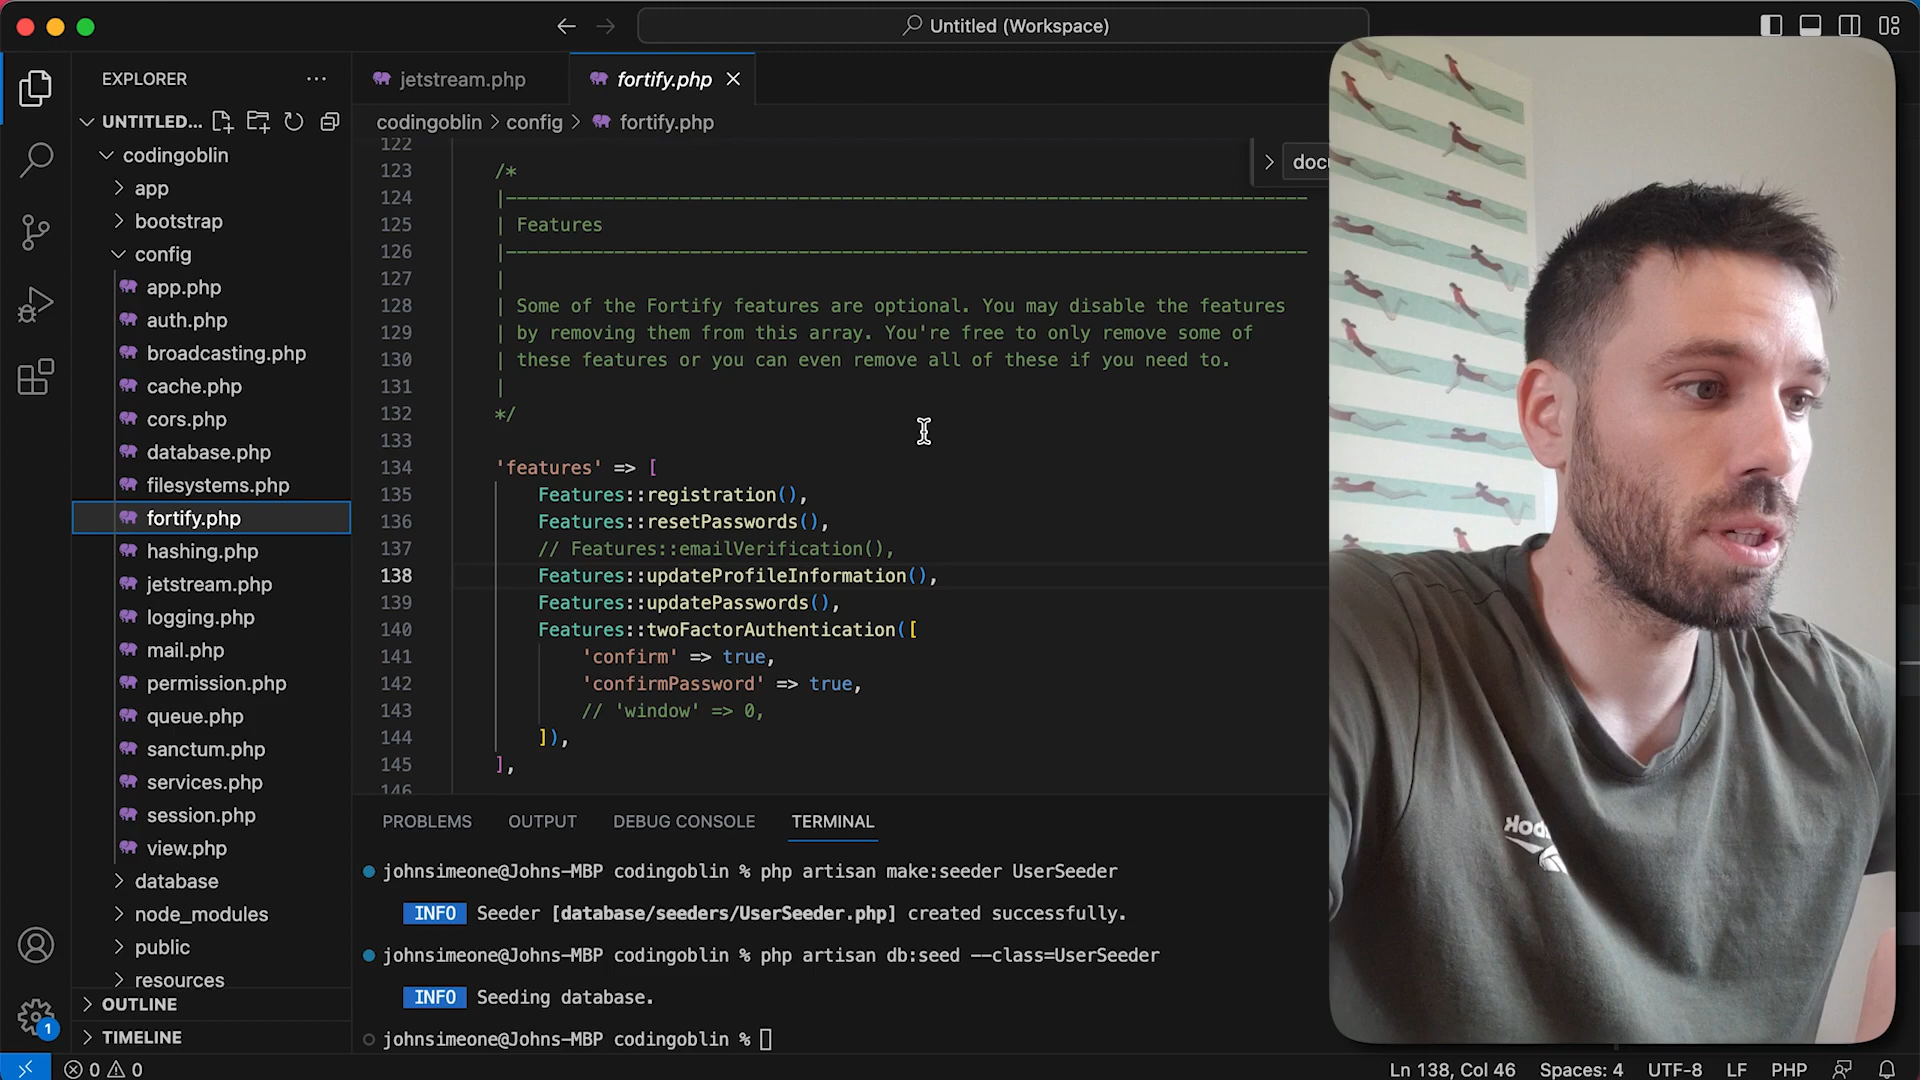 Untitled (Workspace)
EXPLORER
UNTITLED...
codingoblin
app
bootstrap
config
app.php
auth.php
broadcasting.php
cache.php
cors.php
database.php
filesystems.php
fortify.php
hashing.php
jetstream.php
logging.php
mail.php
permission.php
queue.php
sanctum.php
services.php
session.php
view.php
database
node_modules
public
resources
OUTLINE
TIMELINE
1
jetstream.php
fortify.php
codingoblin > config > fortify.php
docu
122
123 /*
124 |--------------------------------------------------------------------------
125 | Features
126 |--------------------------------------------------------------------------
127 |
128 | Some of the Fortify features are optional. You may disable the features
129 | by removing them from this array. You're free to only remove some of
130 | these features or you can even remove all of these if you need to.
131 |
132 */
133
134 'features' => [
135 Features::registration(),
136 Features::resetPasswords(),
137 // Features::emailVerification(),
138 Features::updateProfileInformation(),
139 Features::updatePasswords(),
140 Features::twoFactorAuthentication([
141 'confirm' => true,
142 'confirmPassword' => true,
143 // 'window' => 0,
144 ]),
145 ],
146
PROBLEMS OUTPUT DEBUG CONSOLE TERMINAL
johnsimeone@Johns-MBP codingoblin % php artisan make:seeder UserSeeder
INFO Seeder [database/seeders/UserSeeder.php] created successfully.
johnsimeone@Johns-MBP codingoblin % php artisan db:seed --class=UserSeeder
INFO Seeding database.
johnsimeone@Johns-MBP codingoblin %
0 0
Ln 138, Col 46 Spaces: 4 UTF-8 LF PHP